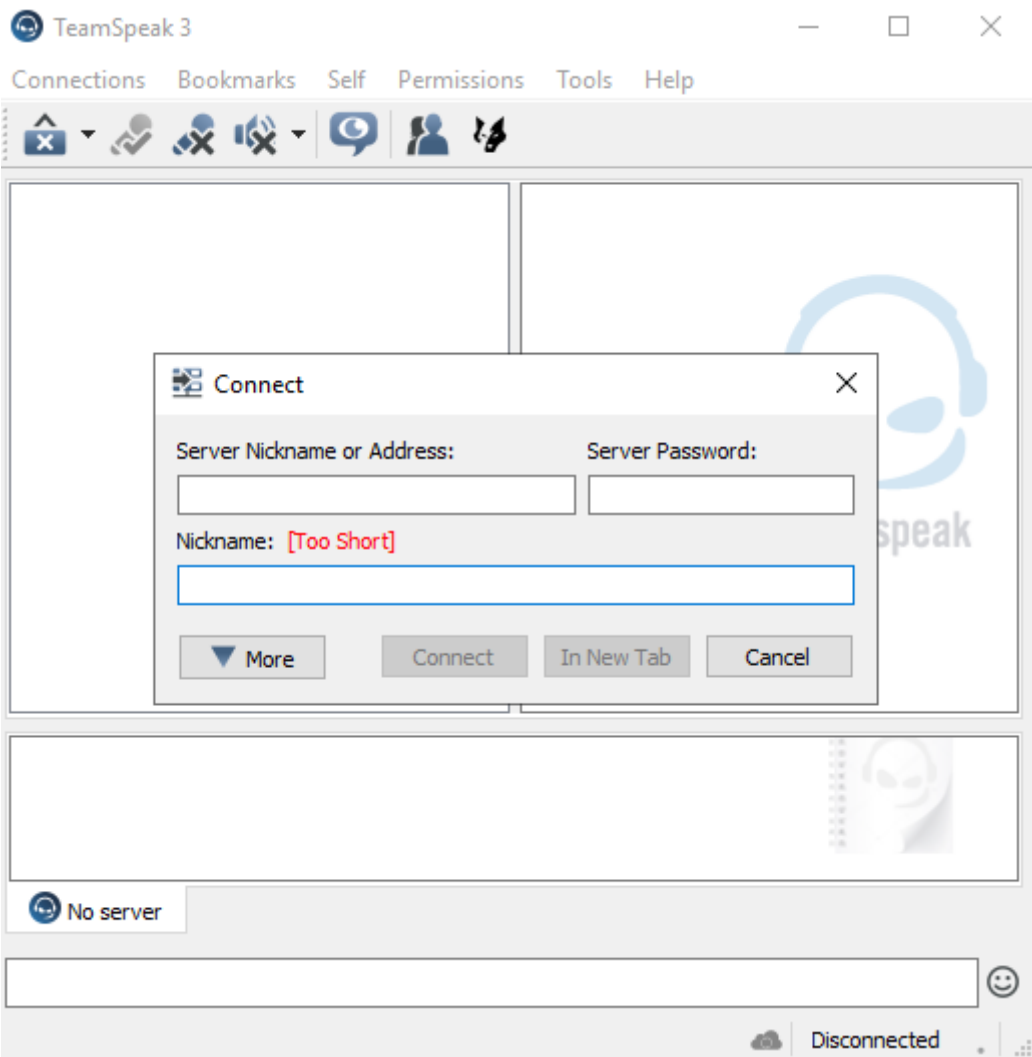 TeamSpeak 3
Connections Bookmarks Self Permissions Tools Help
Connect
Server Nickname or Address: Server Password:
Nickname: [Too Short]
More Connect In New Tab Cancel
speak
No server
Disconnected